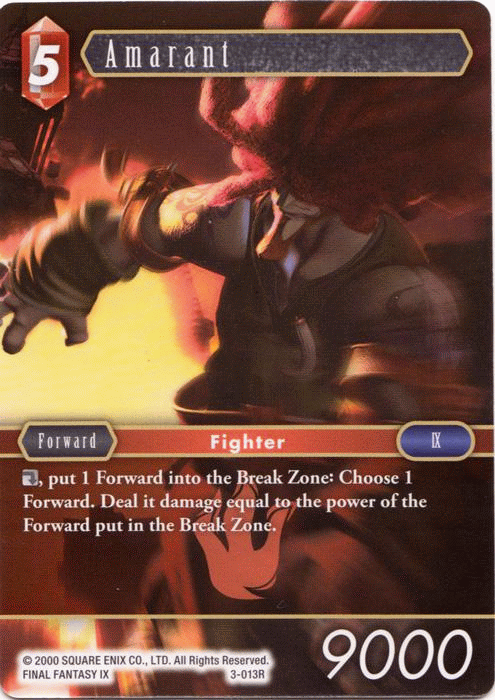 5
Amarant
Forward
Fighter
IX
, put 1 Forward into the Break Zone: Choose 1
Forward. Deal it damage equal to the power of the
Forward put in the Break Zone.
© 2000 SQUARE ENIX CO., LTD. All Rights Reserved.
FINAL FANTASY IX
3-013R
9000